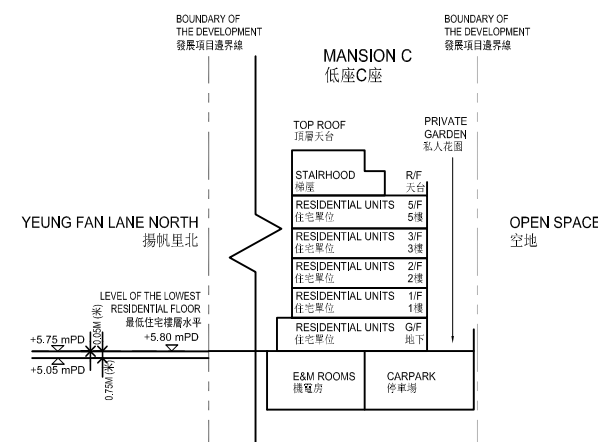 BOUNDARY OF
THE DEVELOPMENT
發展項目邊界線
BOUNDARY OF
THE DEVELOPMENT
發展項目邊界線
MANSION C
低座C座
TOP ROOF
頂層天台
PRIVATE
GARDEN
私人花園
STAIRHOOD R/F
梯屋 天台
RESIDENTIAL UNITS 5/F
住宅單位 5樓
RESIDENTIAL UNITS 3/F
住宅單位 3樓
RESIDENTIAL UNITS 2/F
住宅單位 2樓
RESIDENTIAL UNITS 1/F
住宅單位 1樓
RESIDENTIAL UNITS G/F
住宅單位 地下
E&M ROOMS
機電房
CARPARK
停車場
YEUNG FAN LANE NORTH
揚帆里北
OPEN SPACE
空地
LEVEL OF THE LOWEST
RESIDENTIAL FLOOR
最低住宅樓層水平
+5.80 mPD
+5.75 mPD
+5.05 mPD
0.05M (米)
0.75M (米)